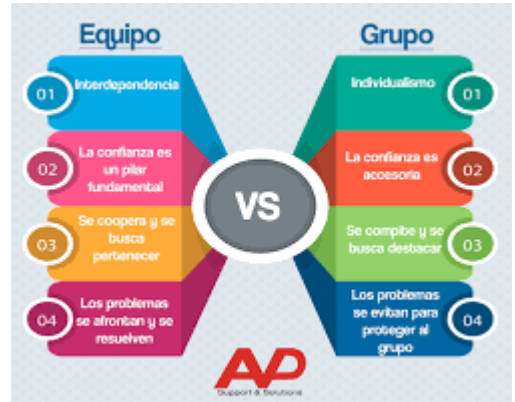 Equipo
Grupo
01
Interdependencia
Individualismo
01
02
La confianza es
un pilar
fundamental
La confianza es
accesoria
02
VS
03
Se coopera y se
busca
pertenecer
Se compite y se
busca destacar
03
04
Los problemas
se afrontan y se
resuelven
Los problemas
se evitan para
proteger al
grupo
04
AVD
Support & Solutions